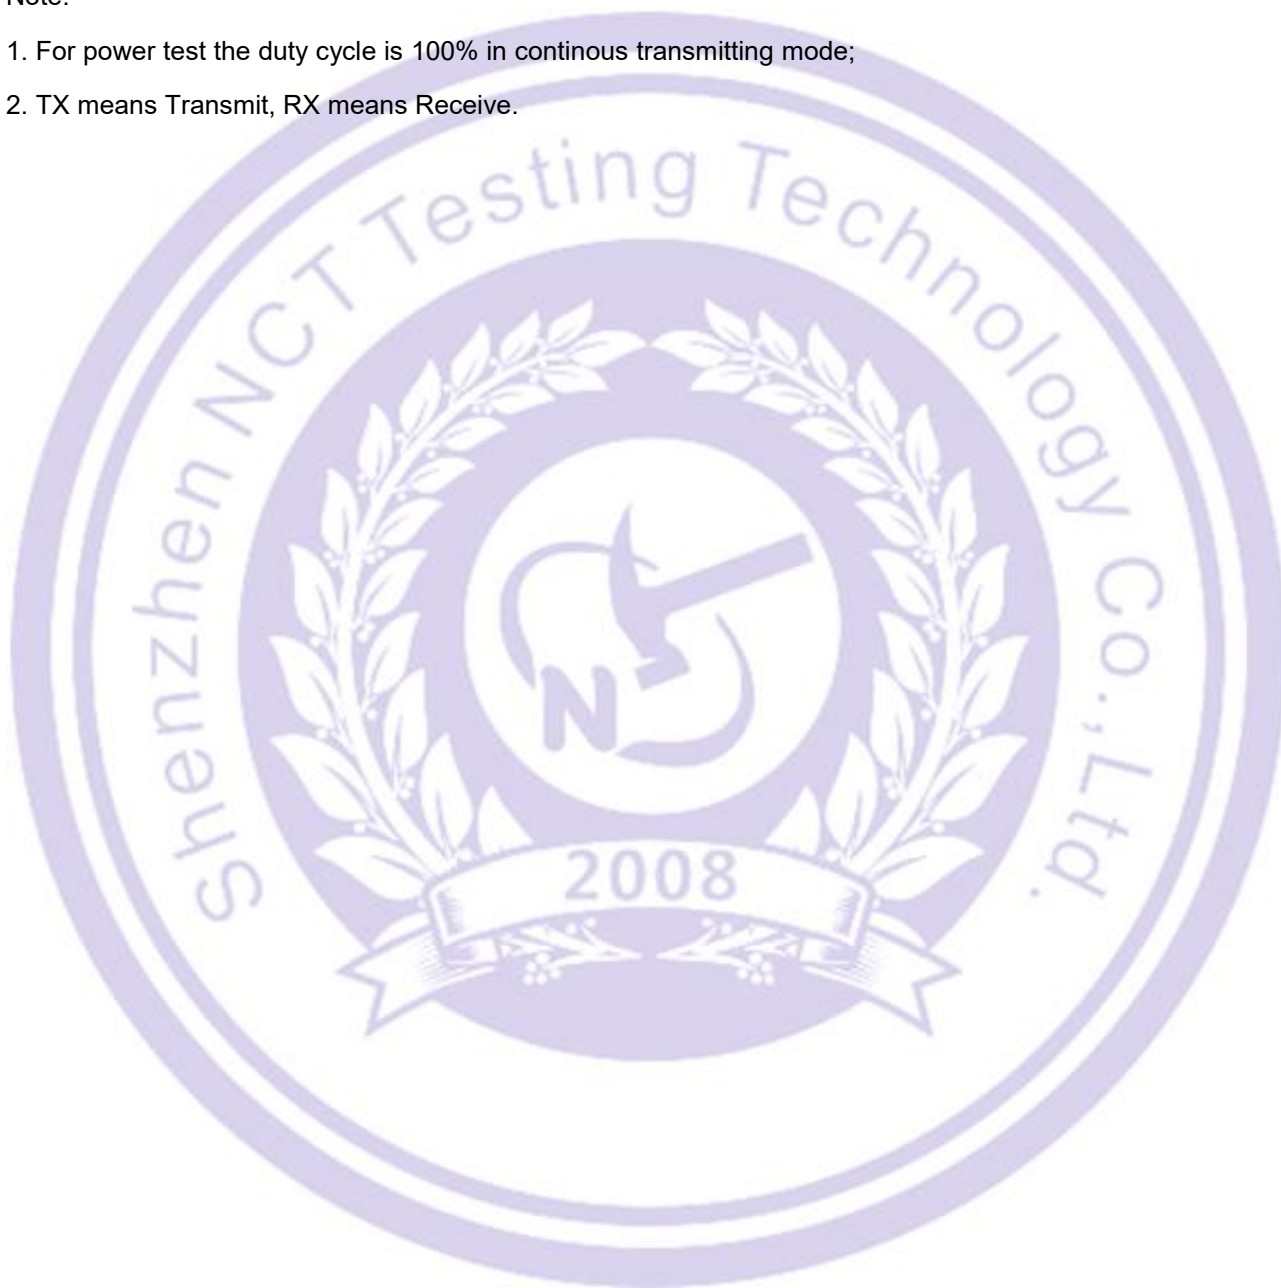 Note:
1. For power test the duty cycle is 100% in continous transmitting mode;
2. TX means Transmit, RX means Receive.
Shenzhen NCT Testing Technology Co.,Ltd.
N
2008